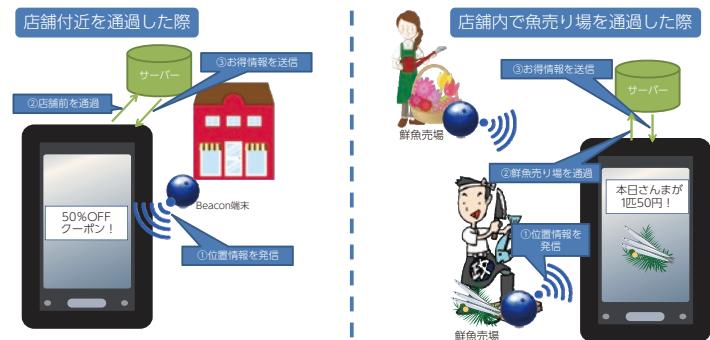 店舗付近を通過した際
サーバー
③お得情報を送信
②店舗前を通過
50%OFF
クーポン！
Beacon端末
①位置情報を発信
店舗内で魚売り場を通過した際
③お得情報を送信
サーバー
鮮魚売場
②鮮魚売り場を通過
本日さんまが
1匹50円！
①位置情報を
発信
改
鮮魚売場